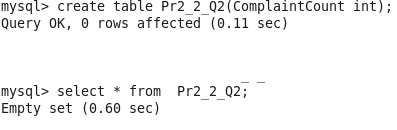 mysql> create table Pr2_2_Q2(ComplaintCount int);
Query OK, 0 rows affected (0.11 sec)
_ _
mysql> select * from  Pr2_2_Q2;
Empty set (0.60 sec)